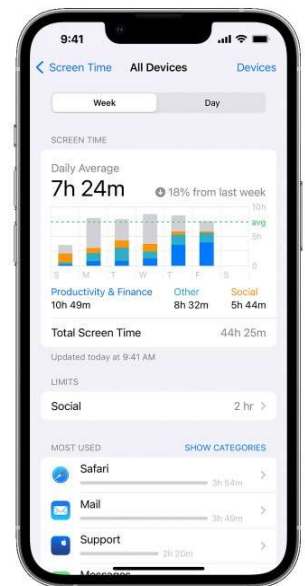 9:41
Screen Time All Devices Devices
Week Day
SCREEN TIME
Daily Average
7h 24m 18% from last week
10h
avg
5h
0
S M T W T F S
Productivity & Finance Other Social
10h 49m 8h 32m 5h 44m
Total Screen Time 44h 25m
Updated today at 9:41 AM
LIMITS
Social 2 hr
MOST USED SHOW CATEGORIES
Safari
3h 54m
Mail
3h 49m
Support
2h 20m
Messages